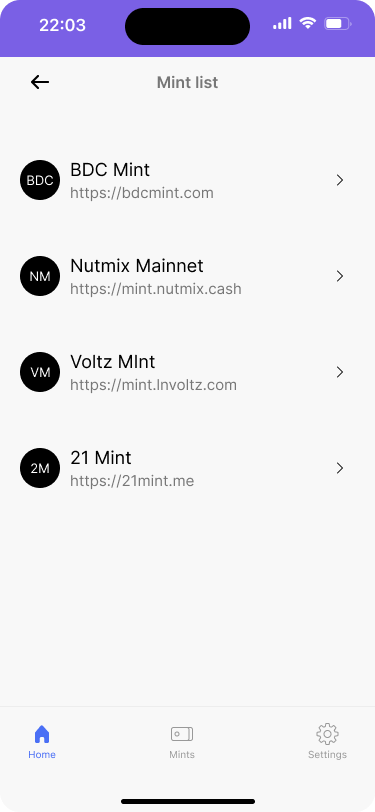 22:03
Mint list
BDC
BDC Mint
https://bdcmint.com
NM
Nutmix Mainnet
https://mint.nutmix.cash
VM
Voltz MInt
https://mint.lnvoltz.com
2M
21 Mint
https://21mint.me
Home
Mints
Settings